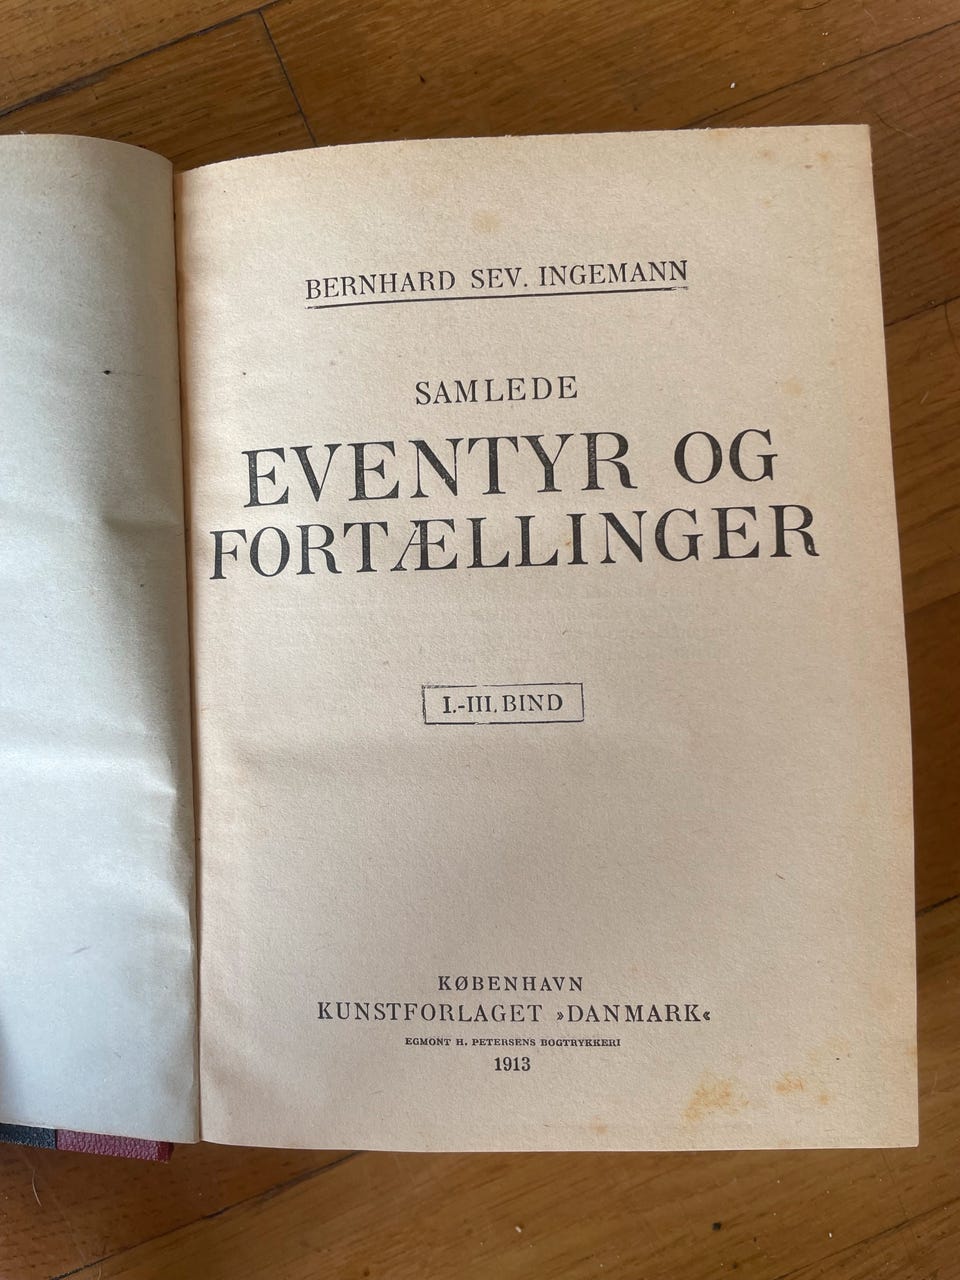 BERNHARD SEV. INGEMANN
SAMLEDE
EVENTYR OG
FORTÆLLINGER
I.-III. BIND
KØBENHAVN
KUNSTFORLAGET »DANMARK«
EGMONT H. PETERSENS BOGTRYKKERI
1913